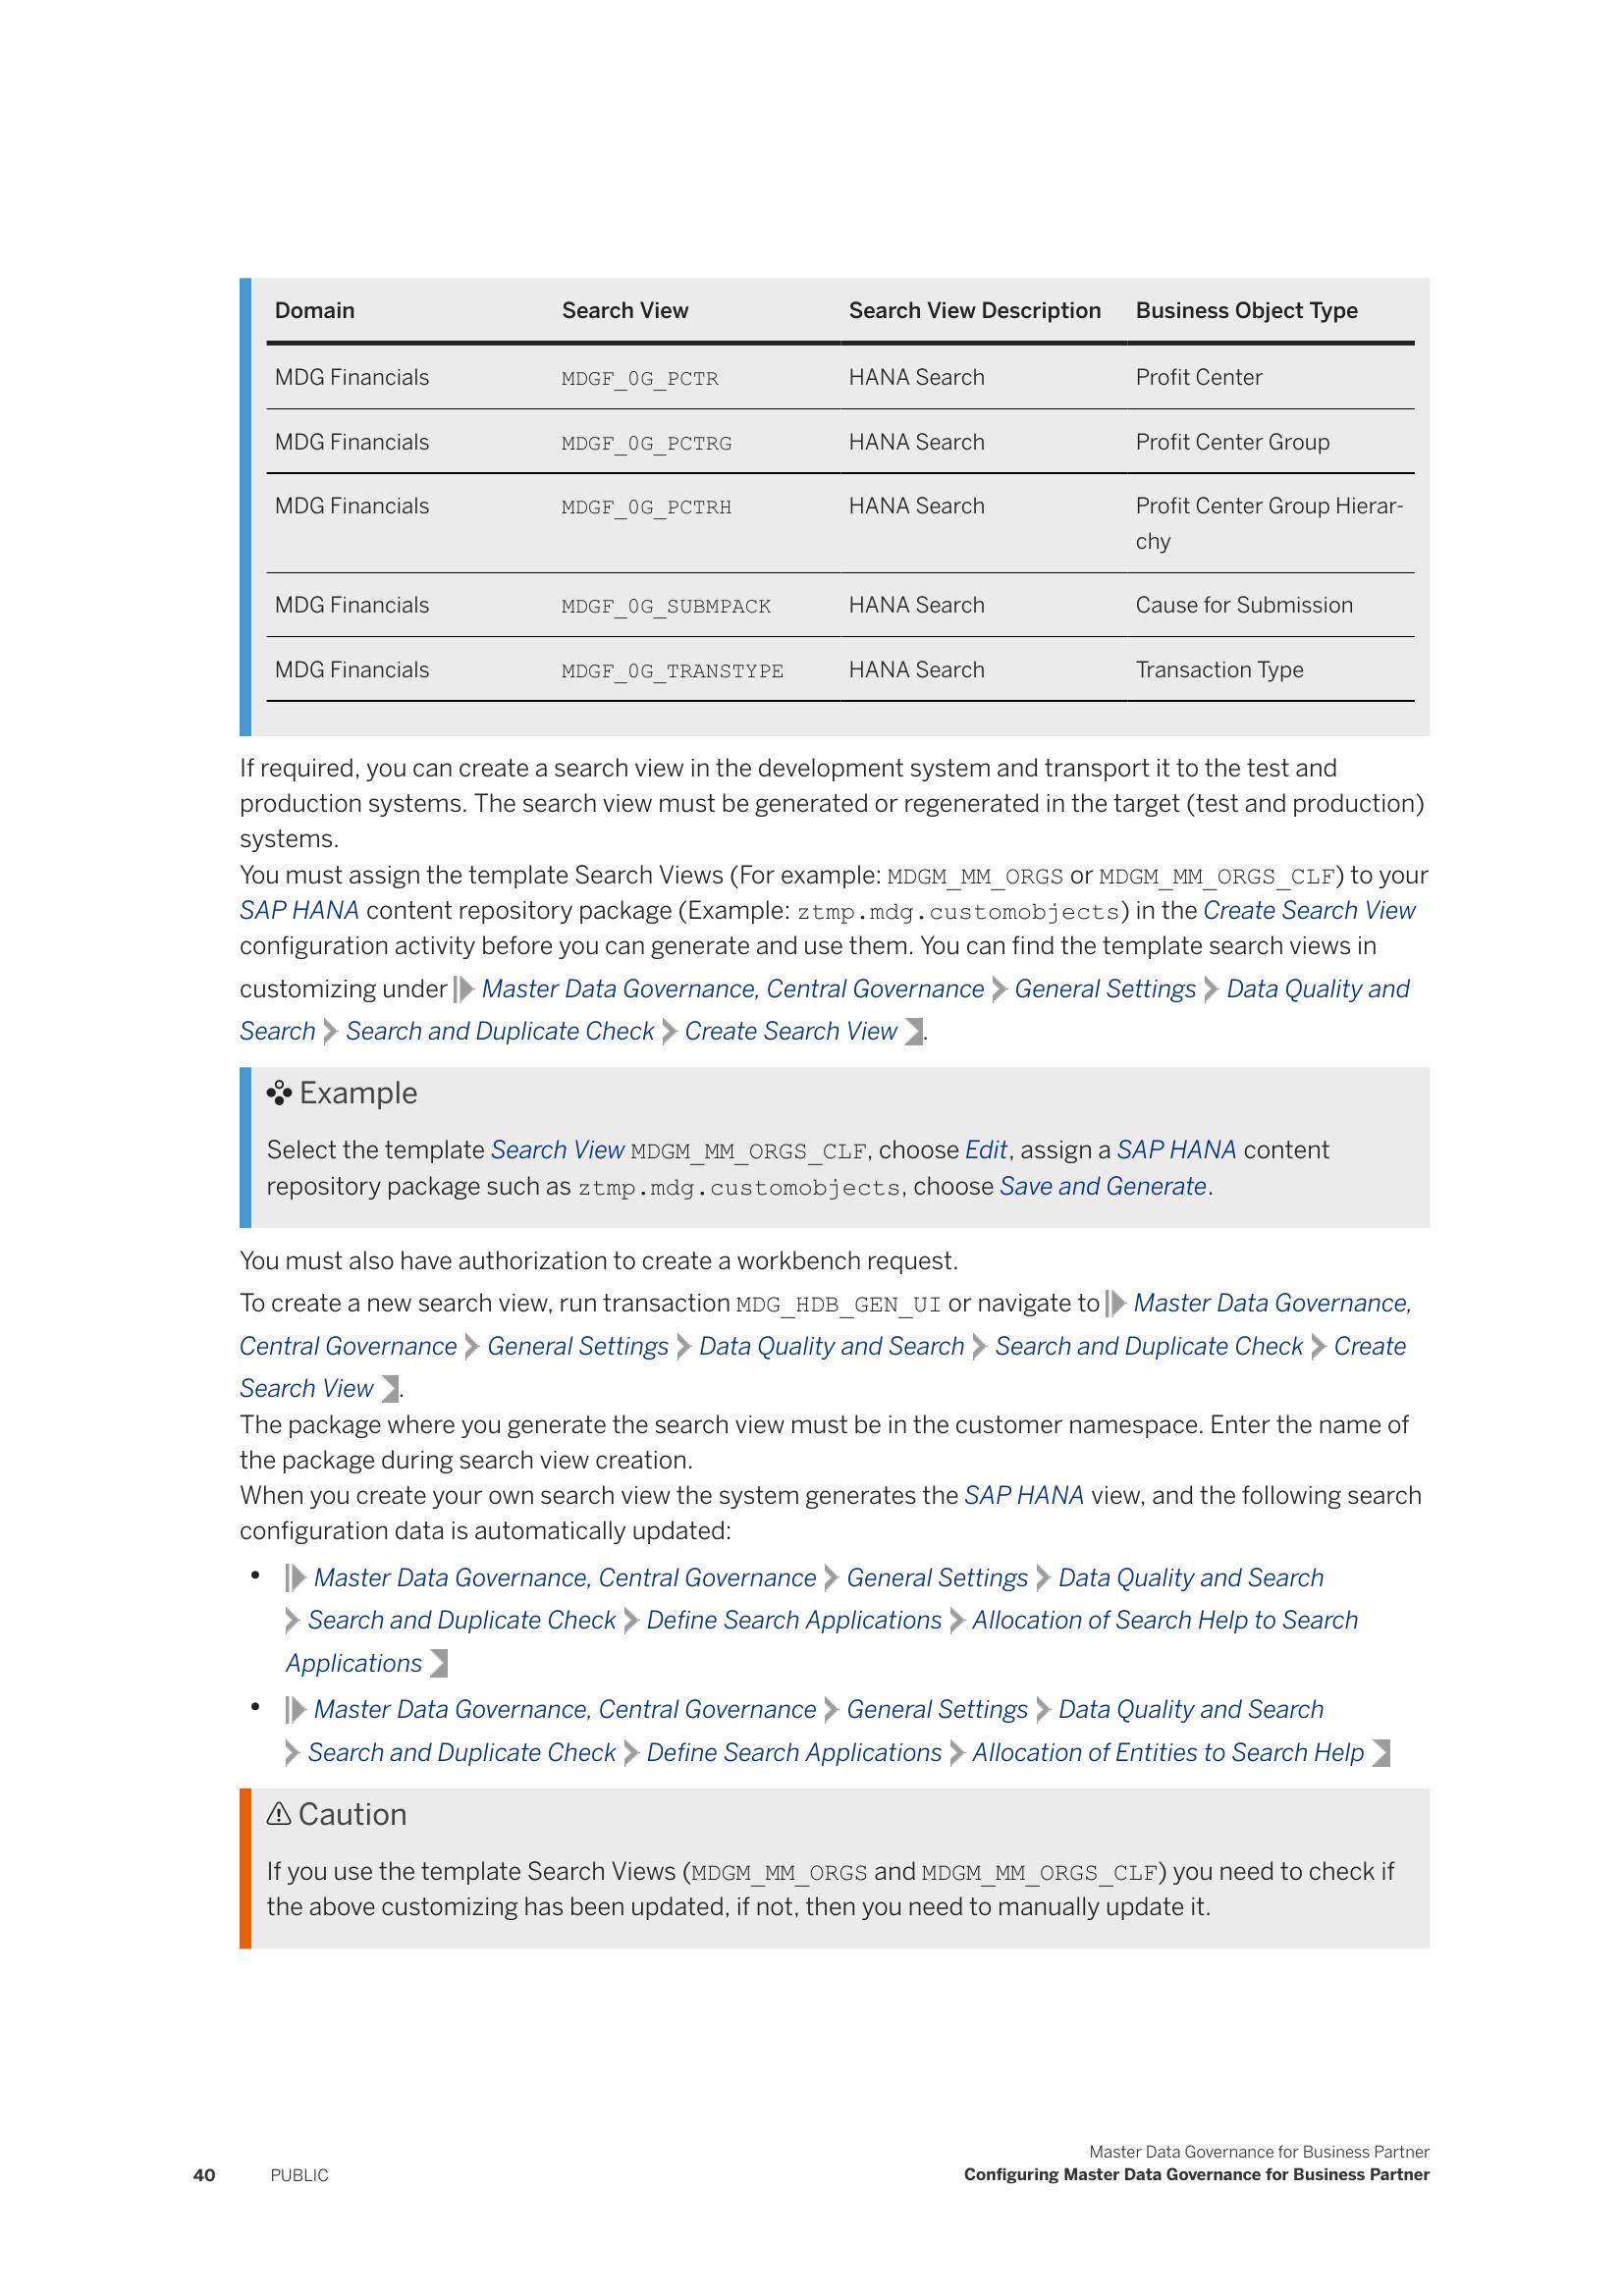 Domain Search View Search View Description Business Object Type
MDG Financials MDGF_0G_PCTR HANA Search Profit Center
MDG Financials MDGF_0G_PCTRG HANA Search Profit Center Group
MDG Financials MDGF_0G_PCTRH HANA Search Profit Center Group Hierar-
chy
MDG Financials MDGF_0G_SUBMPACK HANA Search Cause for Submission
MDG Financials MDGF_0G_TRANSTYPE HANA Search Transaction Type
If required, you can create a search view in the development system and transport it to the test and
production systems. The search view must be generated or regenerated in the target (test and production)
systems.
You must assign the template Search Views (For example: MDGM_MM_ORGS or MDGM_MM_ORGS_CLF) to your
SAP HANA content repository package (Example: ztmp.mdg.customobjects) in the Create Search View
configuration activity before you can generate and use them. You can find the template search views in
customizing under Master Data Governance, Central Governance General Settings Data Quality and
Search Search and Duplicate Check Create Search View .
Example
Select the template Search View MDGM_MM_ORGS_CLF, choose Edit, assign a SAP HANA content
repository package such as ztmp.mdg.customobjects, choose Save and Generate.
You must also have authorization to create a workbench request.
To create a new search view, run transaction MDG_HDB_GEN_UI or navigate to Master Data Governance,
Central Governance General Settings Data Quality and Search Search and Duplicate Check Create
Search View .
The package where you generate the search view must be in the customer namespace. Enter the name of
the package during search view creation.
When you create your own search view the system generates the SAP HANA view, and the following search
configuration data is automatically updated:
• Master Data Governance, Central Governance General Settings Data Quality and Search
Search and Duplicate Check Define Search Applications Allocation of Search Help to Search
Applications
• Master Data Governance, Central Governance General Settings Data Quality and Search
Search and Duplicate Check Define Search Applications Allocation of Entities to Search Help
Caution
If you use the template Search Views (MDGM_MM_ORGS and MDGM_MM_ORGS_CLF) you need to check if
the above customizing has been updated, if not, then you need to manually update it.
Master Data Governance for Business Partner
40 PUBLIC Configuring Master Data Governance for Business Partner